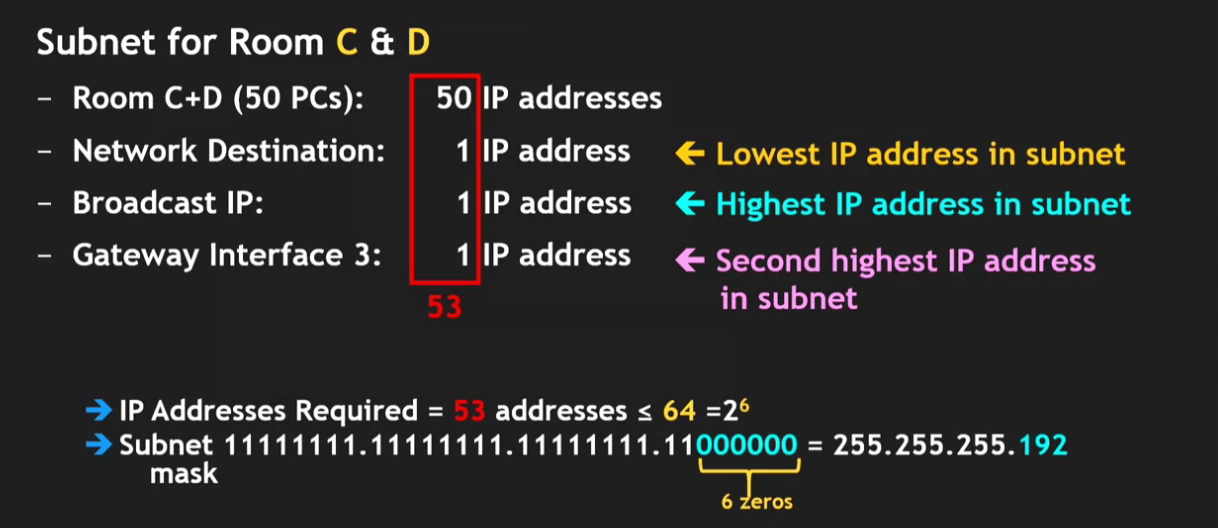 Subnet for Room C & D
– Room C+D (50 PCs): 50 IP addresses
– Network Destination: 1 IP address ← Lowest IP address in subnet
– Broadcast IP: 1 IP address ← Highest IP address in subnet
– Gateway Interface 3: 1 IP address ← Second highest IP address
in subnet
53
→ IP Addresses Required = 53 addresses ≤ 64 =2⁶
→ Subnet 11111111.11111111.11111111.11000000 = 255.255.255.192
mask
6 zeros